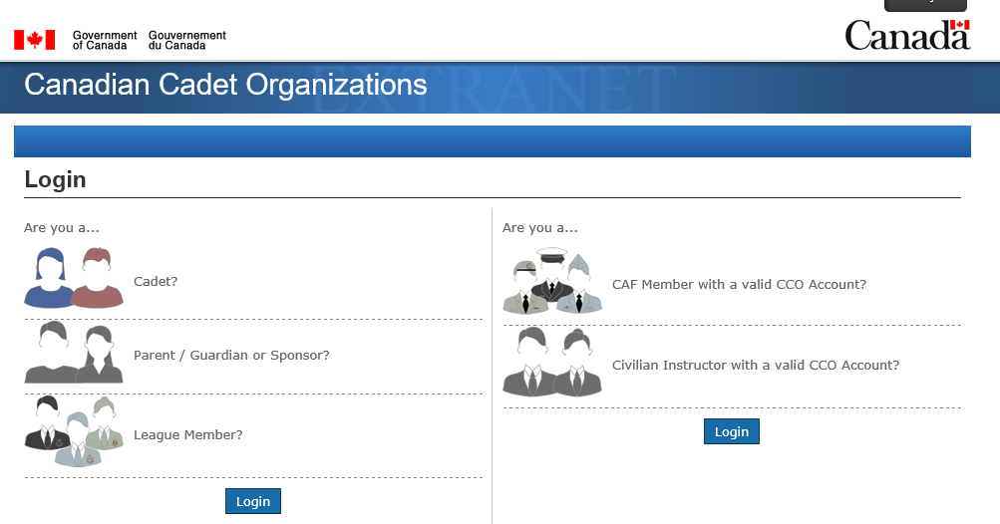 Government
of Canada
Gouvernement
du Canada
Canada
Canadian Cadet Organizations
EXTRANET
Login
Are you a...
Cadet?
Parent / Guardian or Sponsor?
League Member?
Login
Are you a...
CAF Member with a valid CCO Account?
Civilian Instructor with a valid CCO Account?
Login